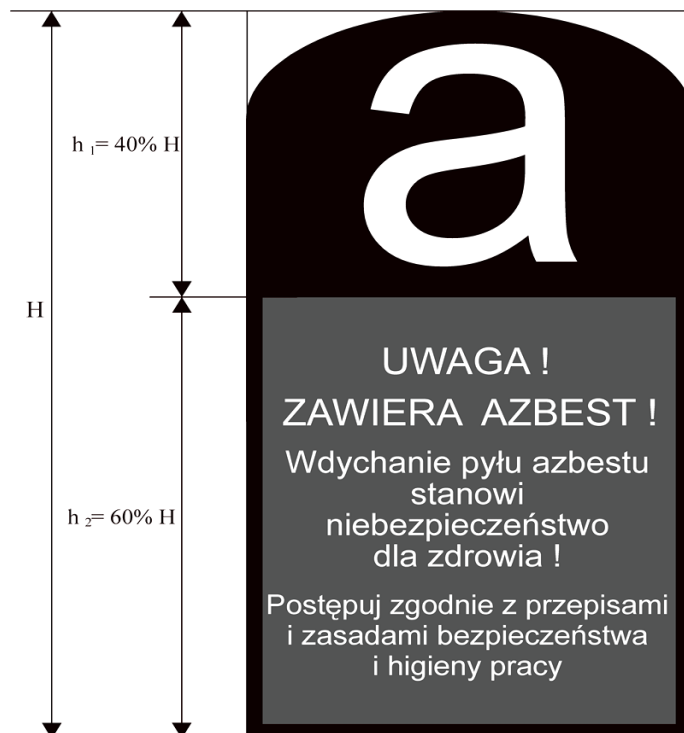 a
h 1= 40% H
H
UWAGA !
ZAWIERA AZBEST !
Wdychanie pyłu azbestu
stanowi
niebezpieczeństwo
dla zdrowia !
h 2= 60% H
Postępuj zgodnie z przepisami
i zasadami bezpieczeństwa
i higieny pracy